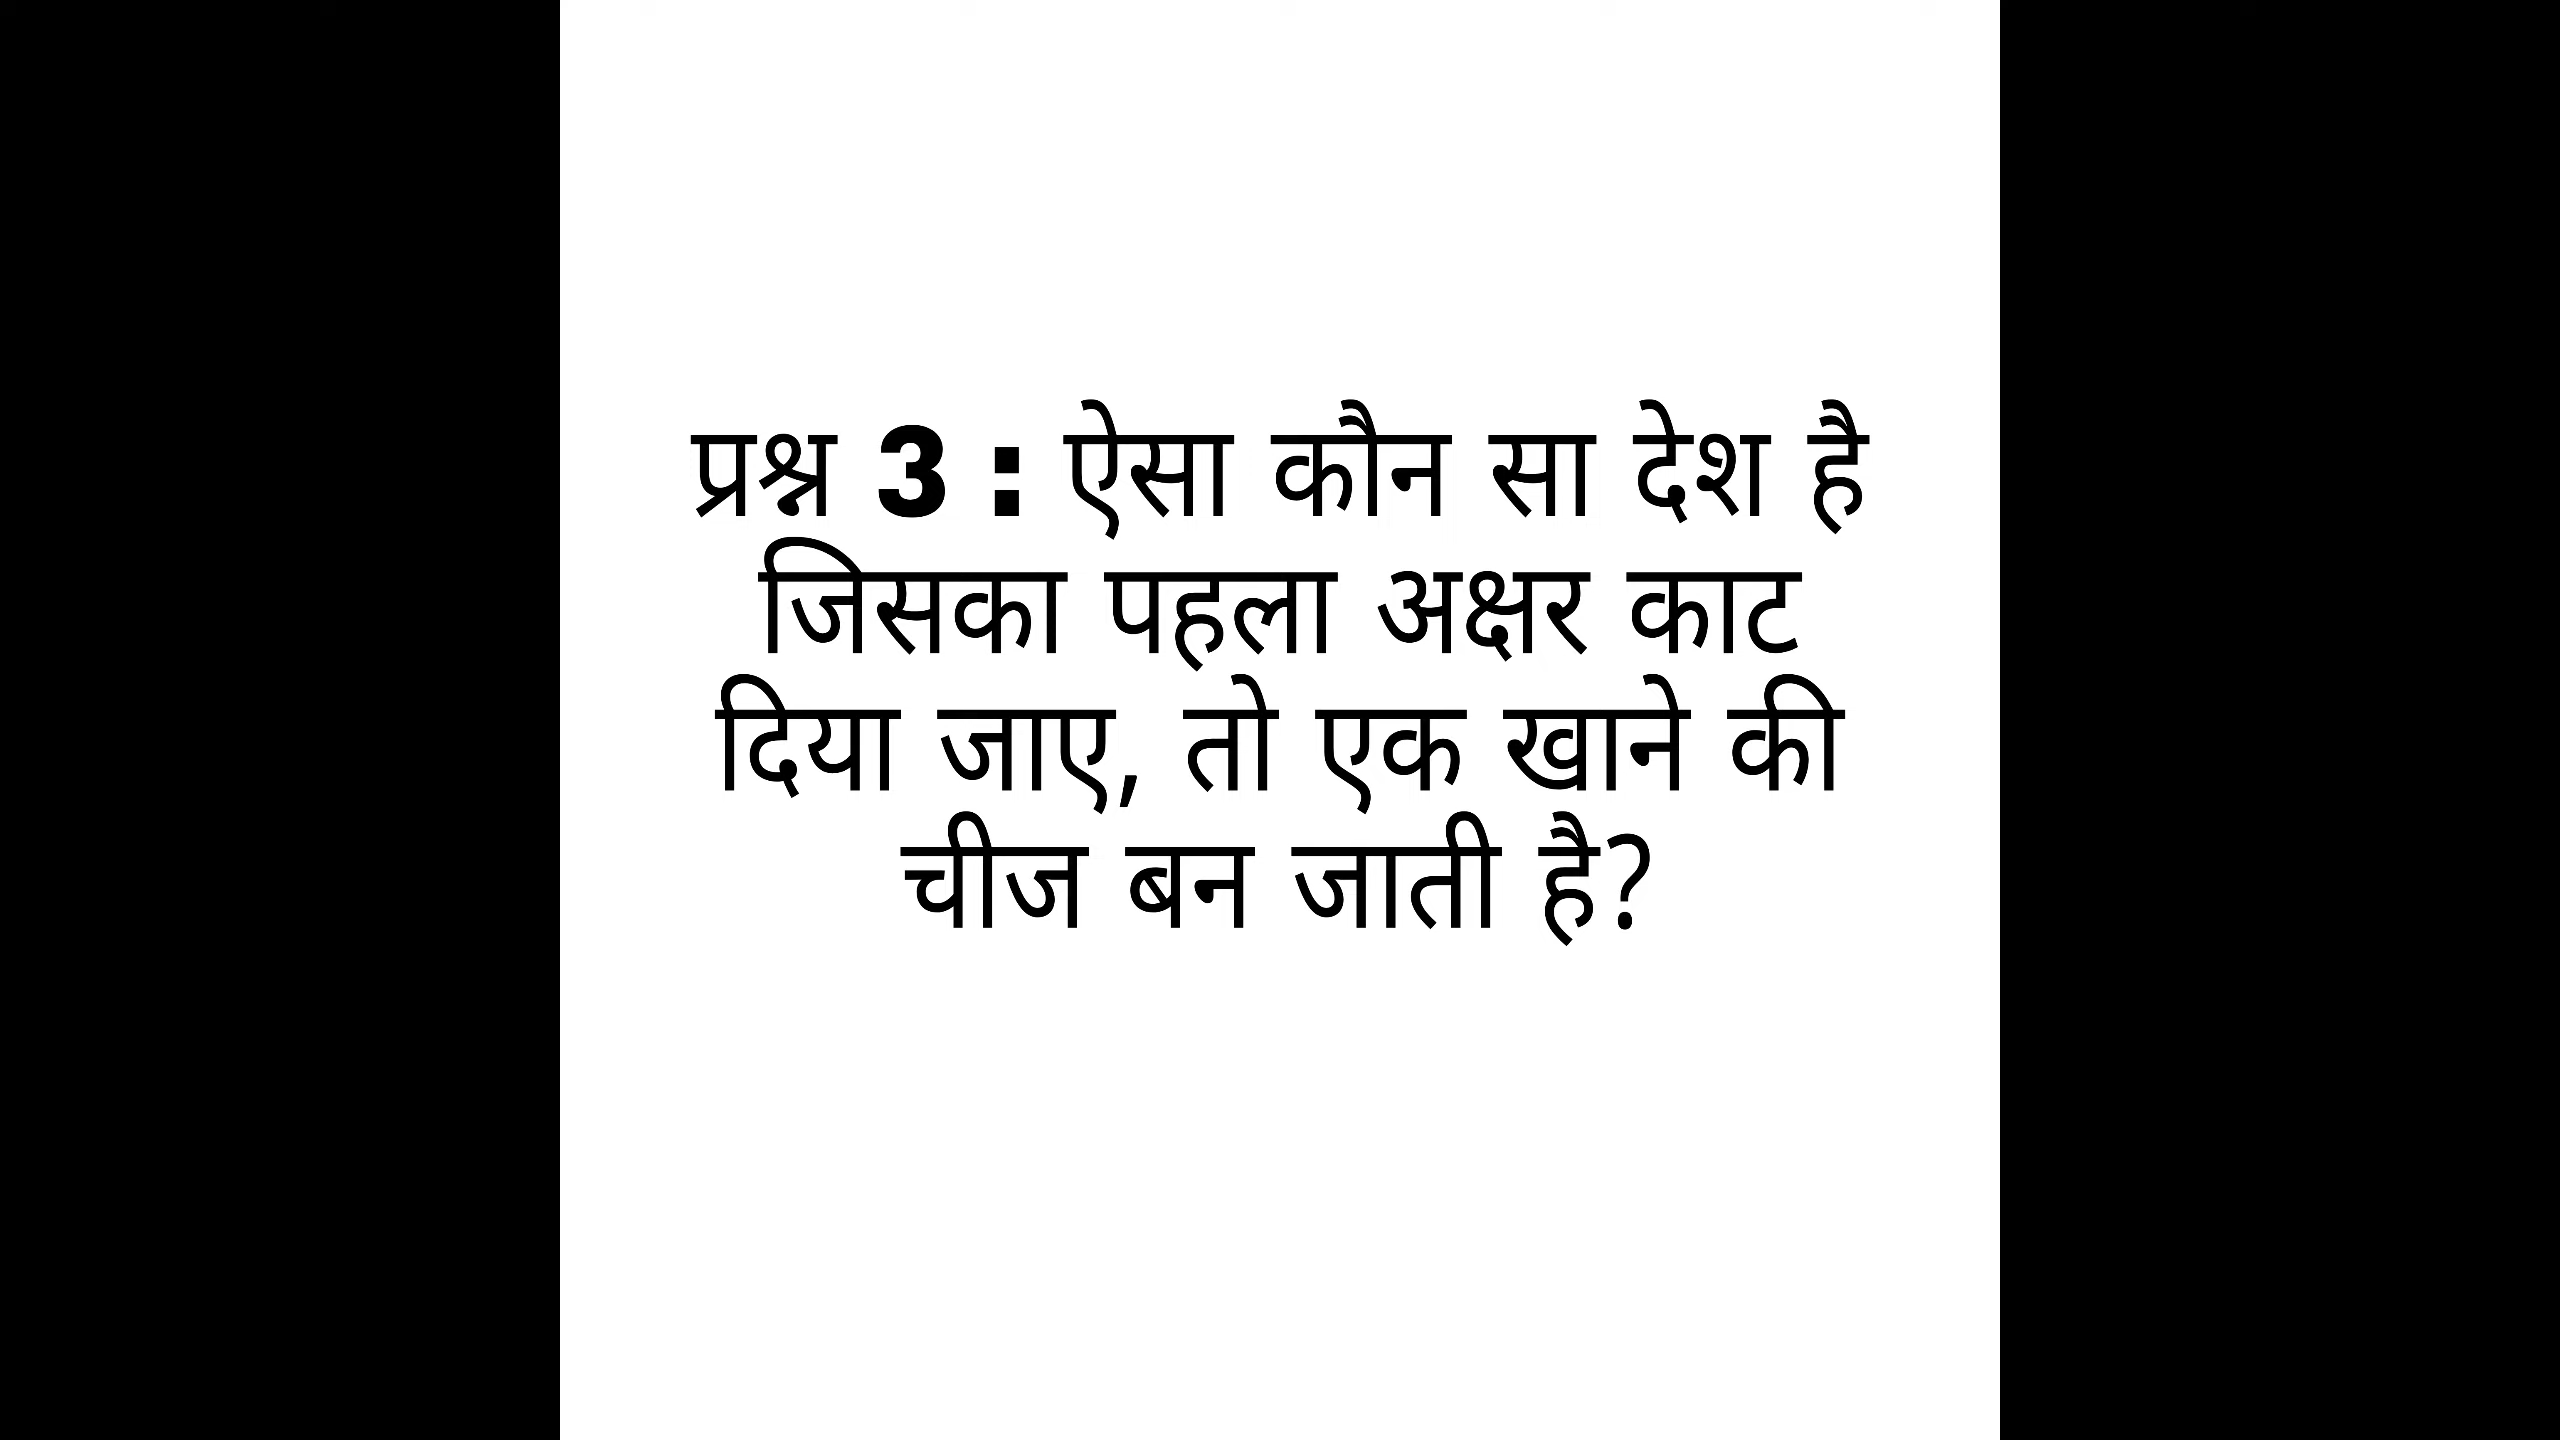 प्रश्न 3 : ऐसा कौन सा देश है
जिसका पहला अक्षर काट
दिया जाए, तो एक खाने की
चीज बन जाती है?